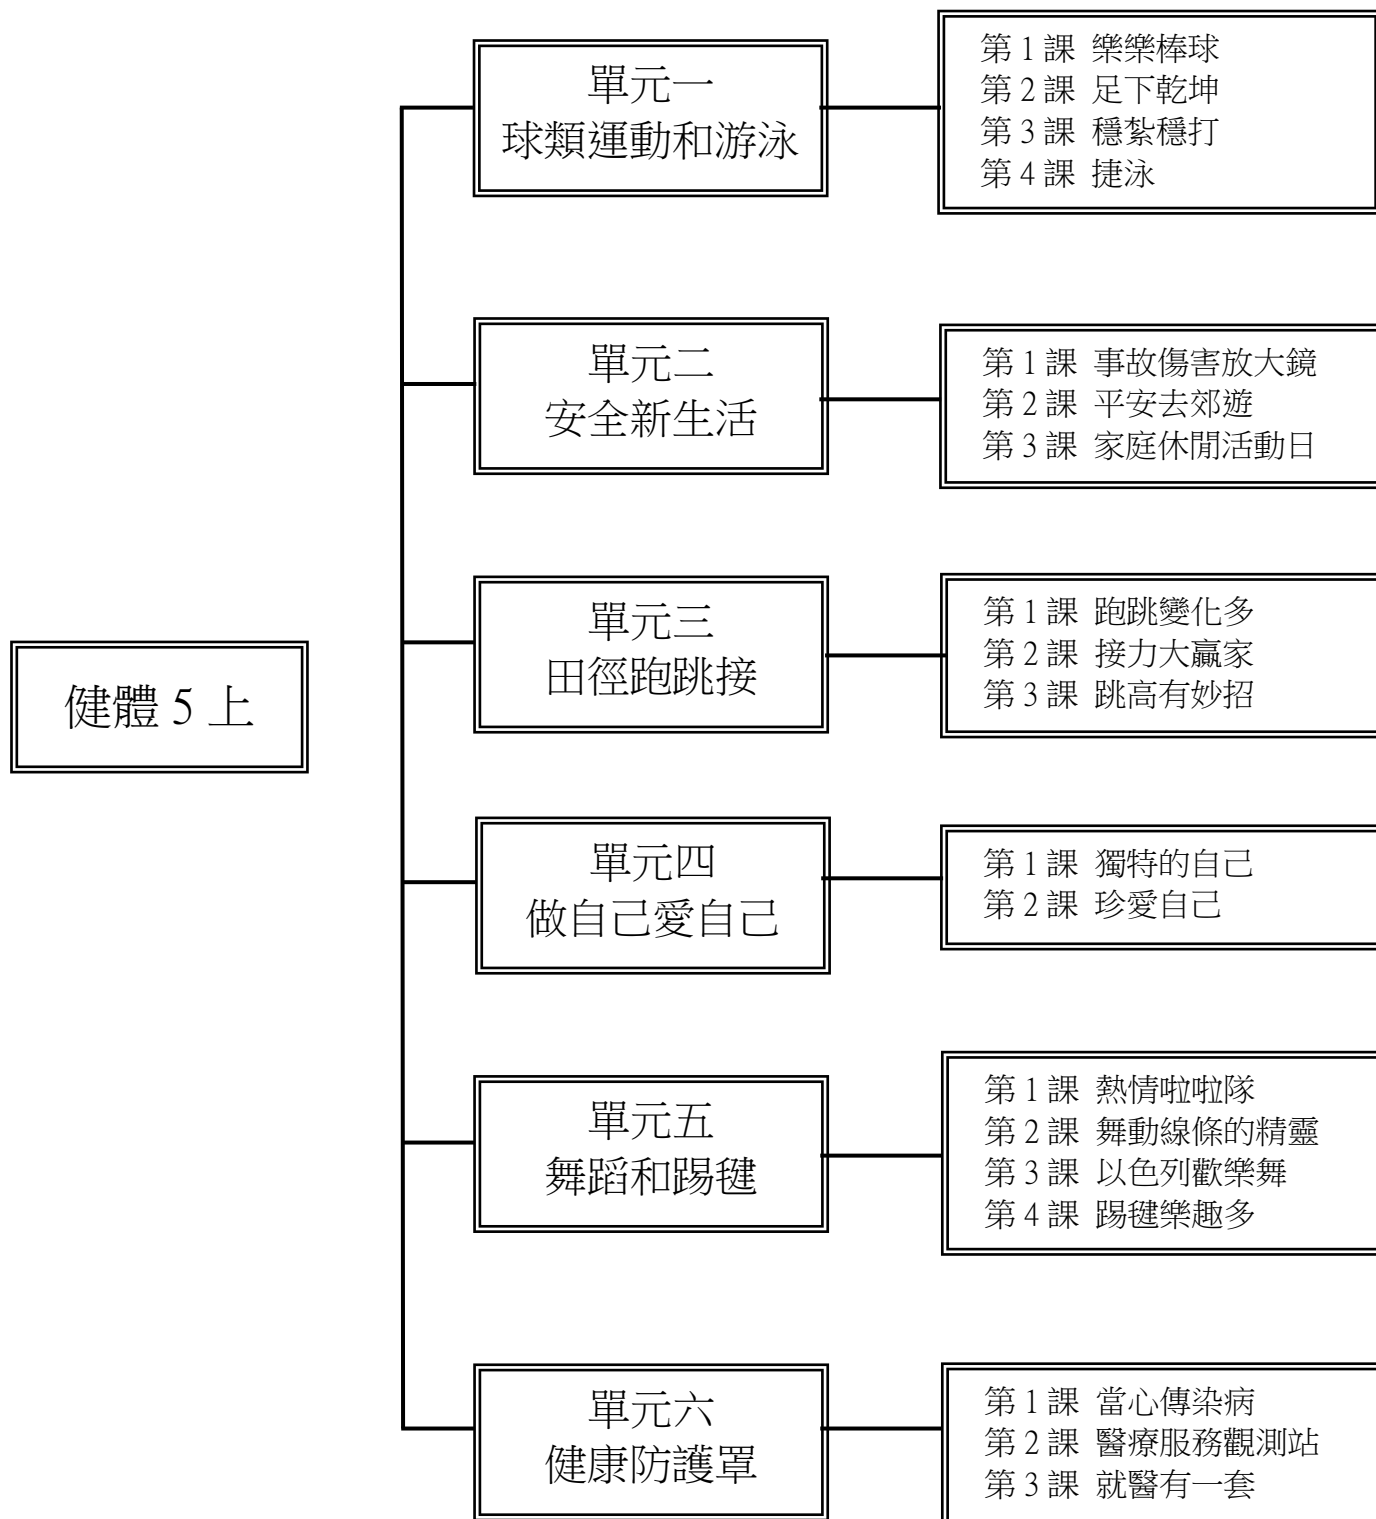 單元一
球類運動和游泳
第 1 課 樂樂棒球
第 2 課 足下乾坤
第 3 課 穩紮穩打
第 4 課 捷泳
單元二
安全新生活
第 1 課 事故傷害放大鏡
第 2 課 平安去郊遊
第 3 課 家庭休閒活動日
單元三
田徑跑跳接
第 1 課 跑跳變化多
第 2 課 接力大贏家
第 3 課 跳高有妙招
健體 5 上
單元四
做自己愛自己
第 1 課 獨特的自己
第 2 課 珍愛自己
單元五
舞蹈和踢毽
第 1 課 熱情啦啦隊
第 2 課 舞動線條的精靈
第 3 課 以色列歡樂舞
第 4 課 踢毽樂趣多
單元六
健康防護罩
第 1 課 當心傳染病
第 2 課 醫療服務觀測站
第 3 課 就醫有一套